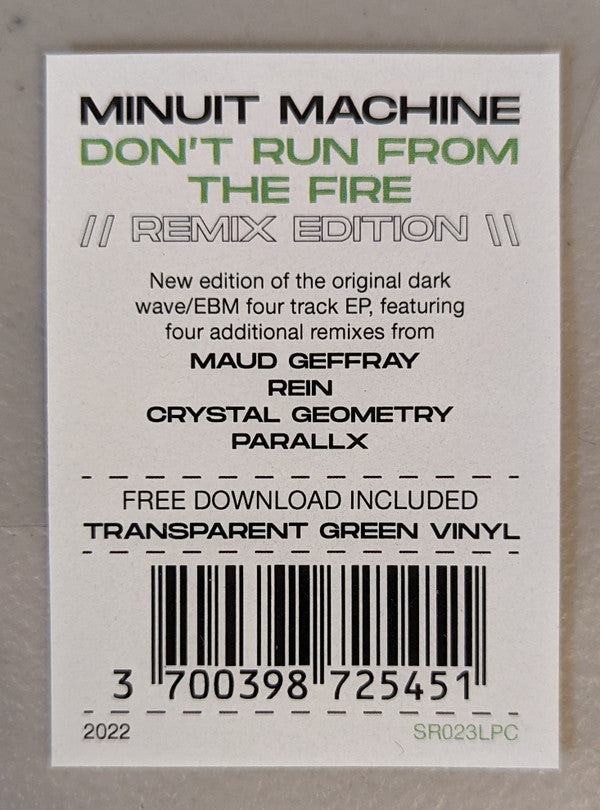 MINUIT MACHINE
DON'T RUN FROM
THE FIRE
// REMIX EDITION \\
New edition of the original dark
wave/EBM four track EP, featuring
four additional remixes from
MAUD GEFFRAY
REIN
CRYSTAL GEOMETRY
PARALLX
FREE DOWNLOAD INCLUDED
TRANSPARENT GREEN VINYL
3 700398 725451
2022 SR023LPC